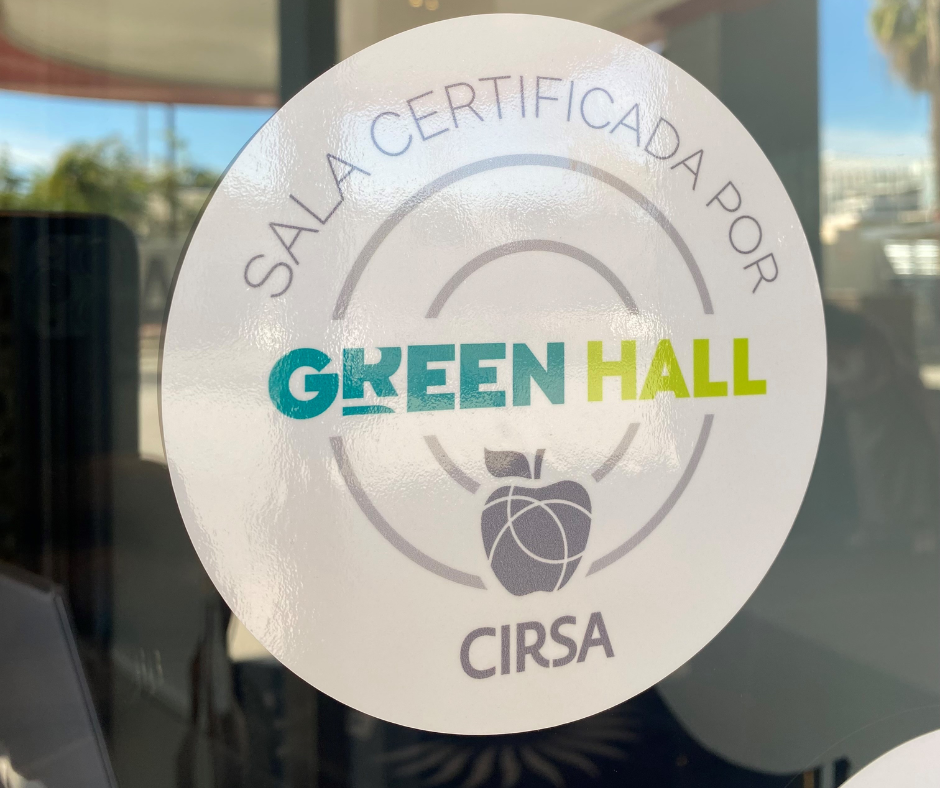 SALA CERTIFICADA POR
GREEN HALL
CIRSA